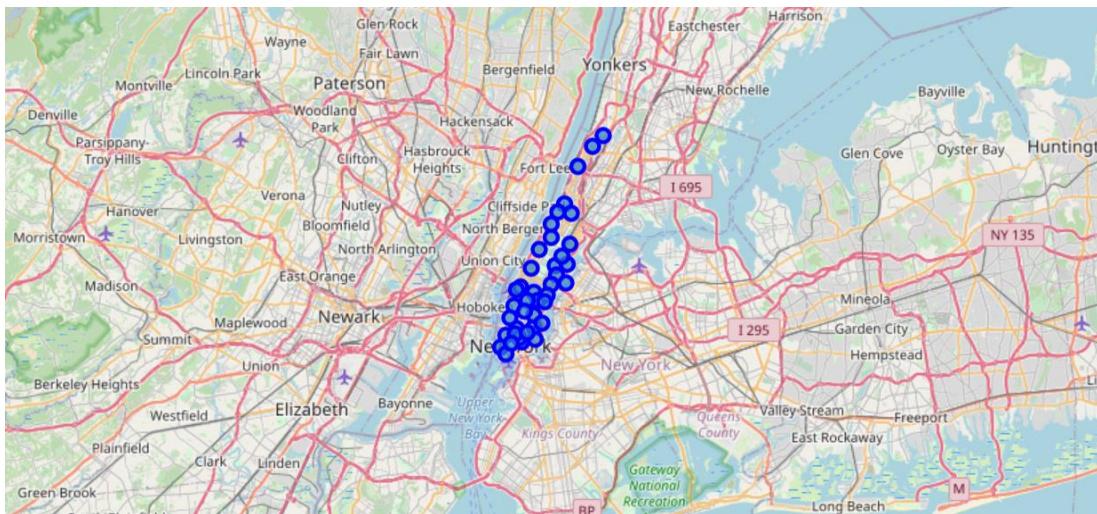 Harrison
Glen Rock
Eastchester
Wayne
Fair Lawn
Yonkers
Lincoln Park
Bergenfield
Paterson
Montville
New Rochelle
Bayville
Denville
Woodland
Park
Hackensack
Parsippany-
Troy Hills
Clifton
Hasbrouck
Heights
Oyster Bay
Huntingt
Glen Cove
Fort Lee
I 695
Verona
Nutley
Cliffside P
Hanover
Bloomfield
North Berge
NY 135
Morristown
Livingston
North Arlington
Union City
East Orange
Madison
Mineola
Hoboke
Maplewood
Newark
I 295
Garden City
Summit
New York
Hempstead
Union
New York
Berkeley Heights
Elizabeth
Bayonne
Upper
New York
Bay
Valley Stream
Freeport
Westfield
Queens
County
Kings County
East Rockaway
Plainfield
Clark
Linden
Gateway
National
Recreation
M
Green Brook
BP
Long Beach